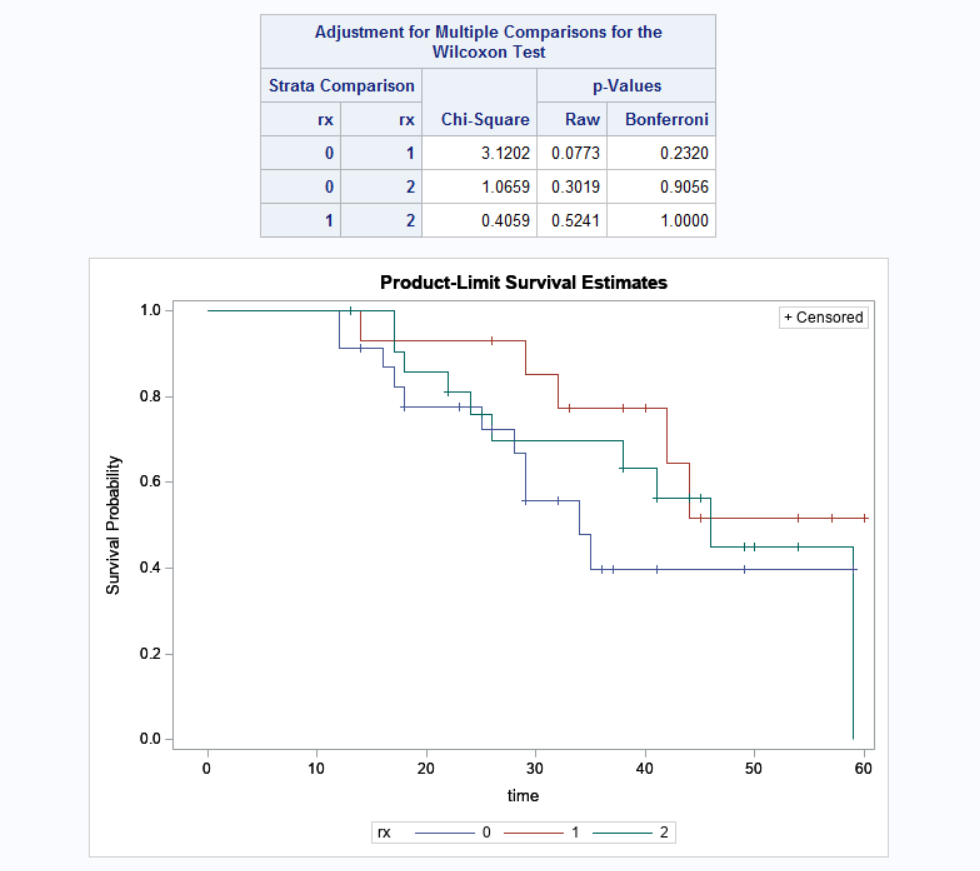 Adjustment for Multiple Comparisons for the
Wilcoxon Test
Strata Comparison
p-Values
rx rx Chi-Square Raw Bonferroni
0 1 3.1202 0.0773 0.2320
0 2 1.0659 0.3019 0.9056
1 2 0.4059 0.5241 1.0000
Product-Limit Survival Estimates
+ Censored
1.0
0.8
0.6
0.4
0.2
0.0
Survival Probability
0 10 20 30 40 50 60
time
rx 0 1 2